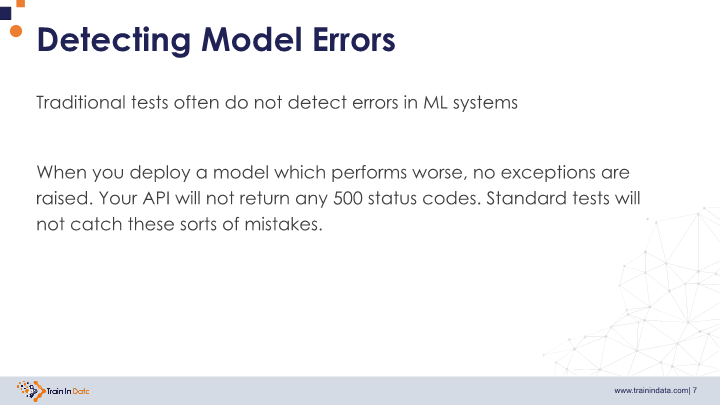 Detecting Model Errors
Traditional tests often do not detect errors in ML systems
When you deploy a model which performs worse, no exceptions are
raised. Your API will not return any 500 status codes. Standard tests will
not catch these sorts of mistakes.
Train In Data
www.trainindata.com| 7